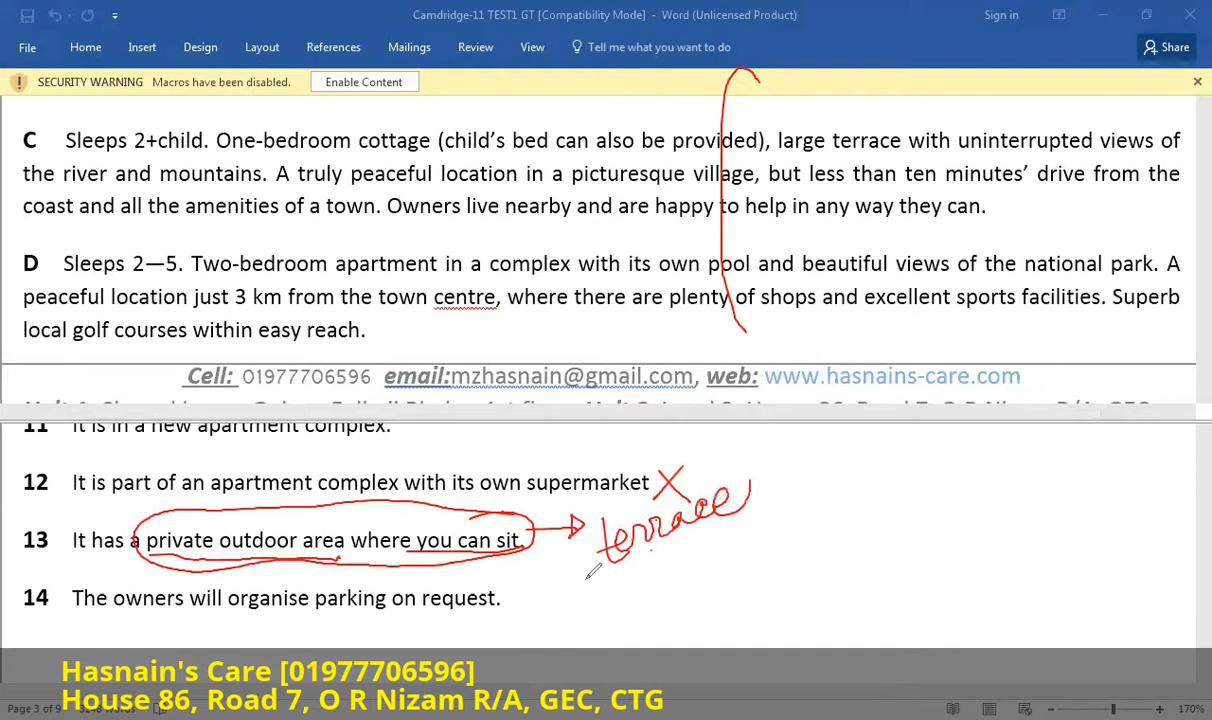 Camdridge-11 TEST1 GT [Compatibility Mode] - Word (Unlicensed Product)
Sign in
File Home Insert Design Layout References Mailings Review View Tell me what you want to do Share
SECURITY WARNING Macros have been disabled. Enable Content
C Sleeps 2+child. One-bedroom cottage (child's bed can also be provided), large terrace with uninterrupted views of
the river and mountains. A truly peaceful location in a picturesque village, but less than ten minutes' drive from the
coast and all the amenities of a town. Owners live nearby and are happy to help in any way they can.
D Sleeps 2—5. Two-bedroom apartment in a complex with its own pool and beautiful views of the national park. A
peaceful location just 3 km from the town centre, where there are plenty of shops and excellent sports facilities. Superb
local golf courses within easy reach.
Cell: 01977706596 email:mzhasnain@gmail.com, web: www.hasnains-care.com
11 It is in a new apartment complex.
12 It is part of an apartment complex with its own supermarket X
13 It has a private outdoor area where you can sit. terrace
14 The owners will organise parking on request.
Hasnain's Care [01977706596]
House 86, Road 7, O R Nizam R/A, GEC, CTG
Page 3 of 9 words 170%